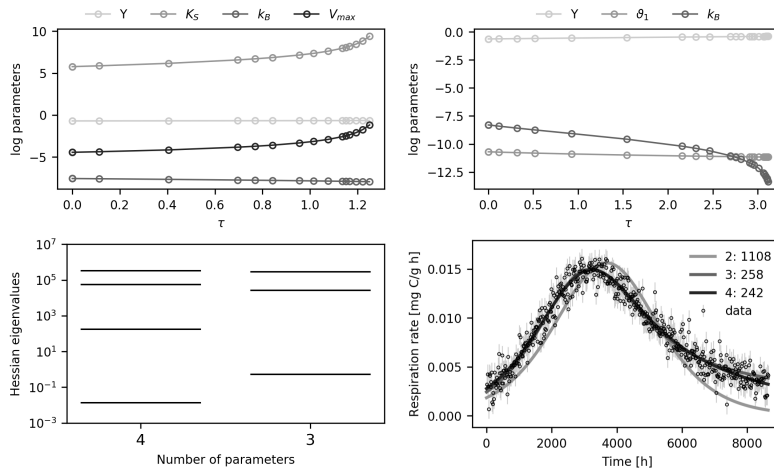 Y K_S k_B V_max
log parameters
10
5
0
−5
0.0 0.2 0.4 0.6 0.8 1.0 1.2
τ
Y ϑ_1 k_B
log parameters
0.0
−2.5
−5.0
−7.5
−10.0
−12.5
0.0 0.5 1.0 1.5 2.0 2.5 3.0
τ
Hessian eigenvalues
10^7
10^5
10^3
10^1
10^−1
10^−3
4 3
Number of parameters
Respiration rate [mg C/g h]
0.015
0.010
0.005
0.000
2: 1108
3: 258
4: 242
data
0 2000 4000 6000 8000
Time [h]